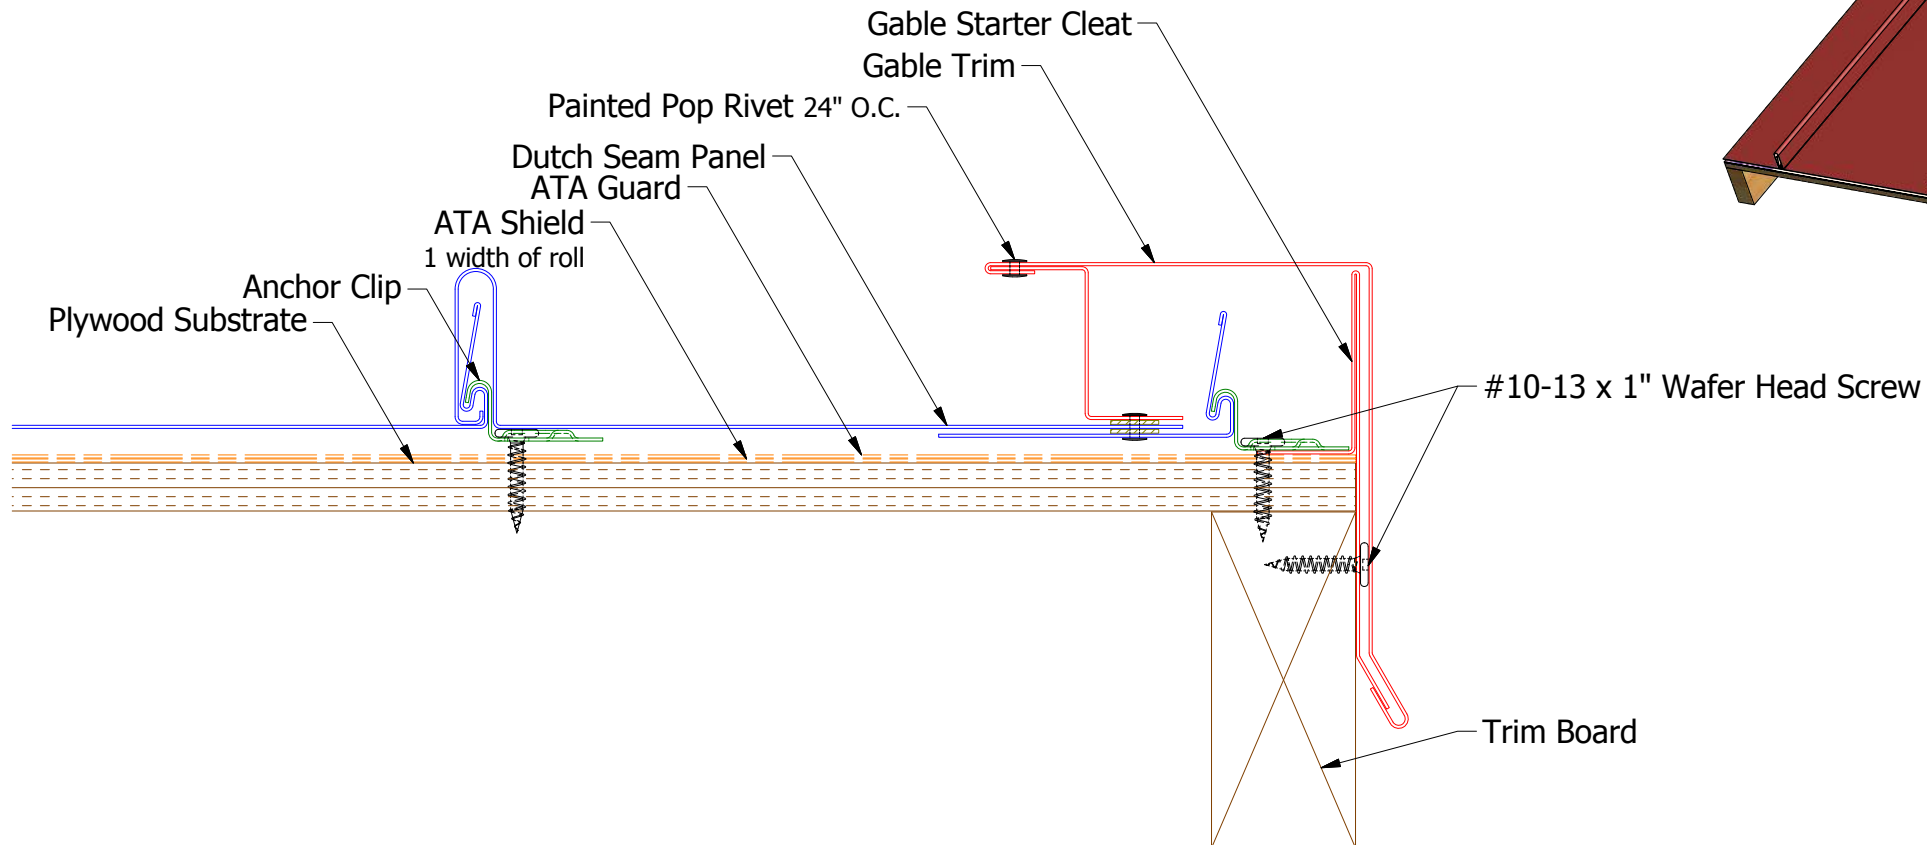 Gable Starter Cleat
Gable Trim
Painted Pop Rivet 24" O.C.
Dutch Seam Panel
ATA Guard
ATA Shield
1 width of roll
Anchor Clip
Plywood Substrate
#10-13 x 1" Wafer Head Screw
Trim Board